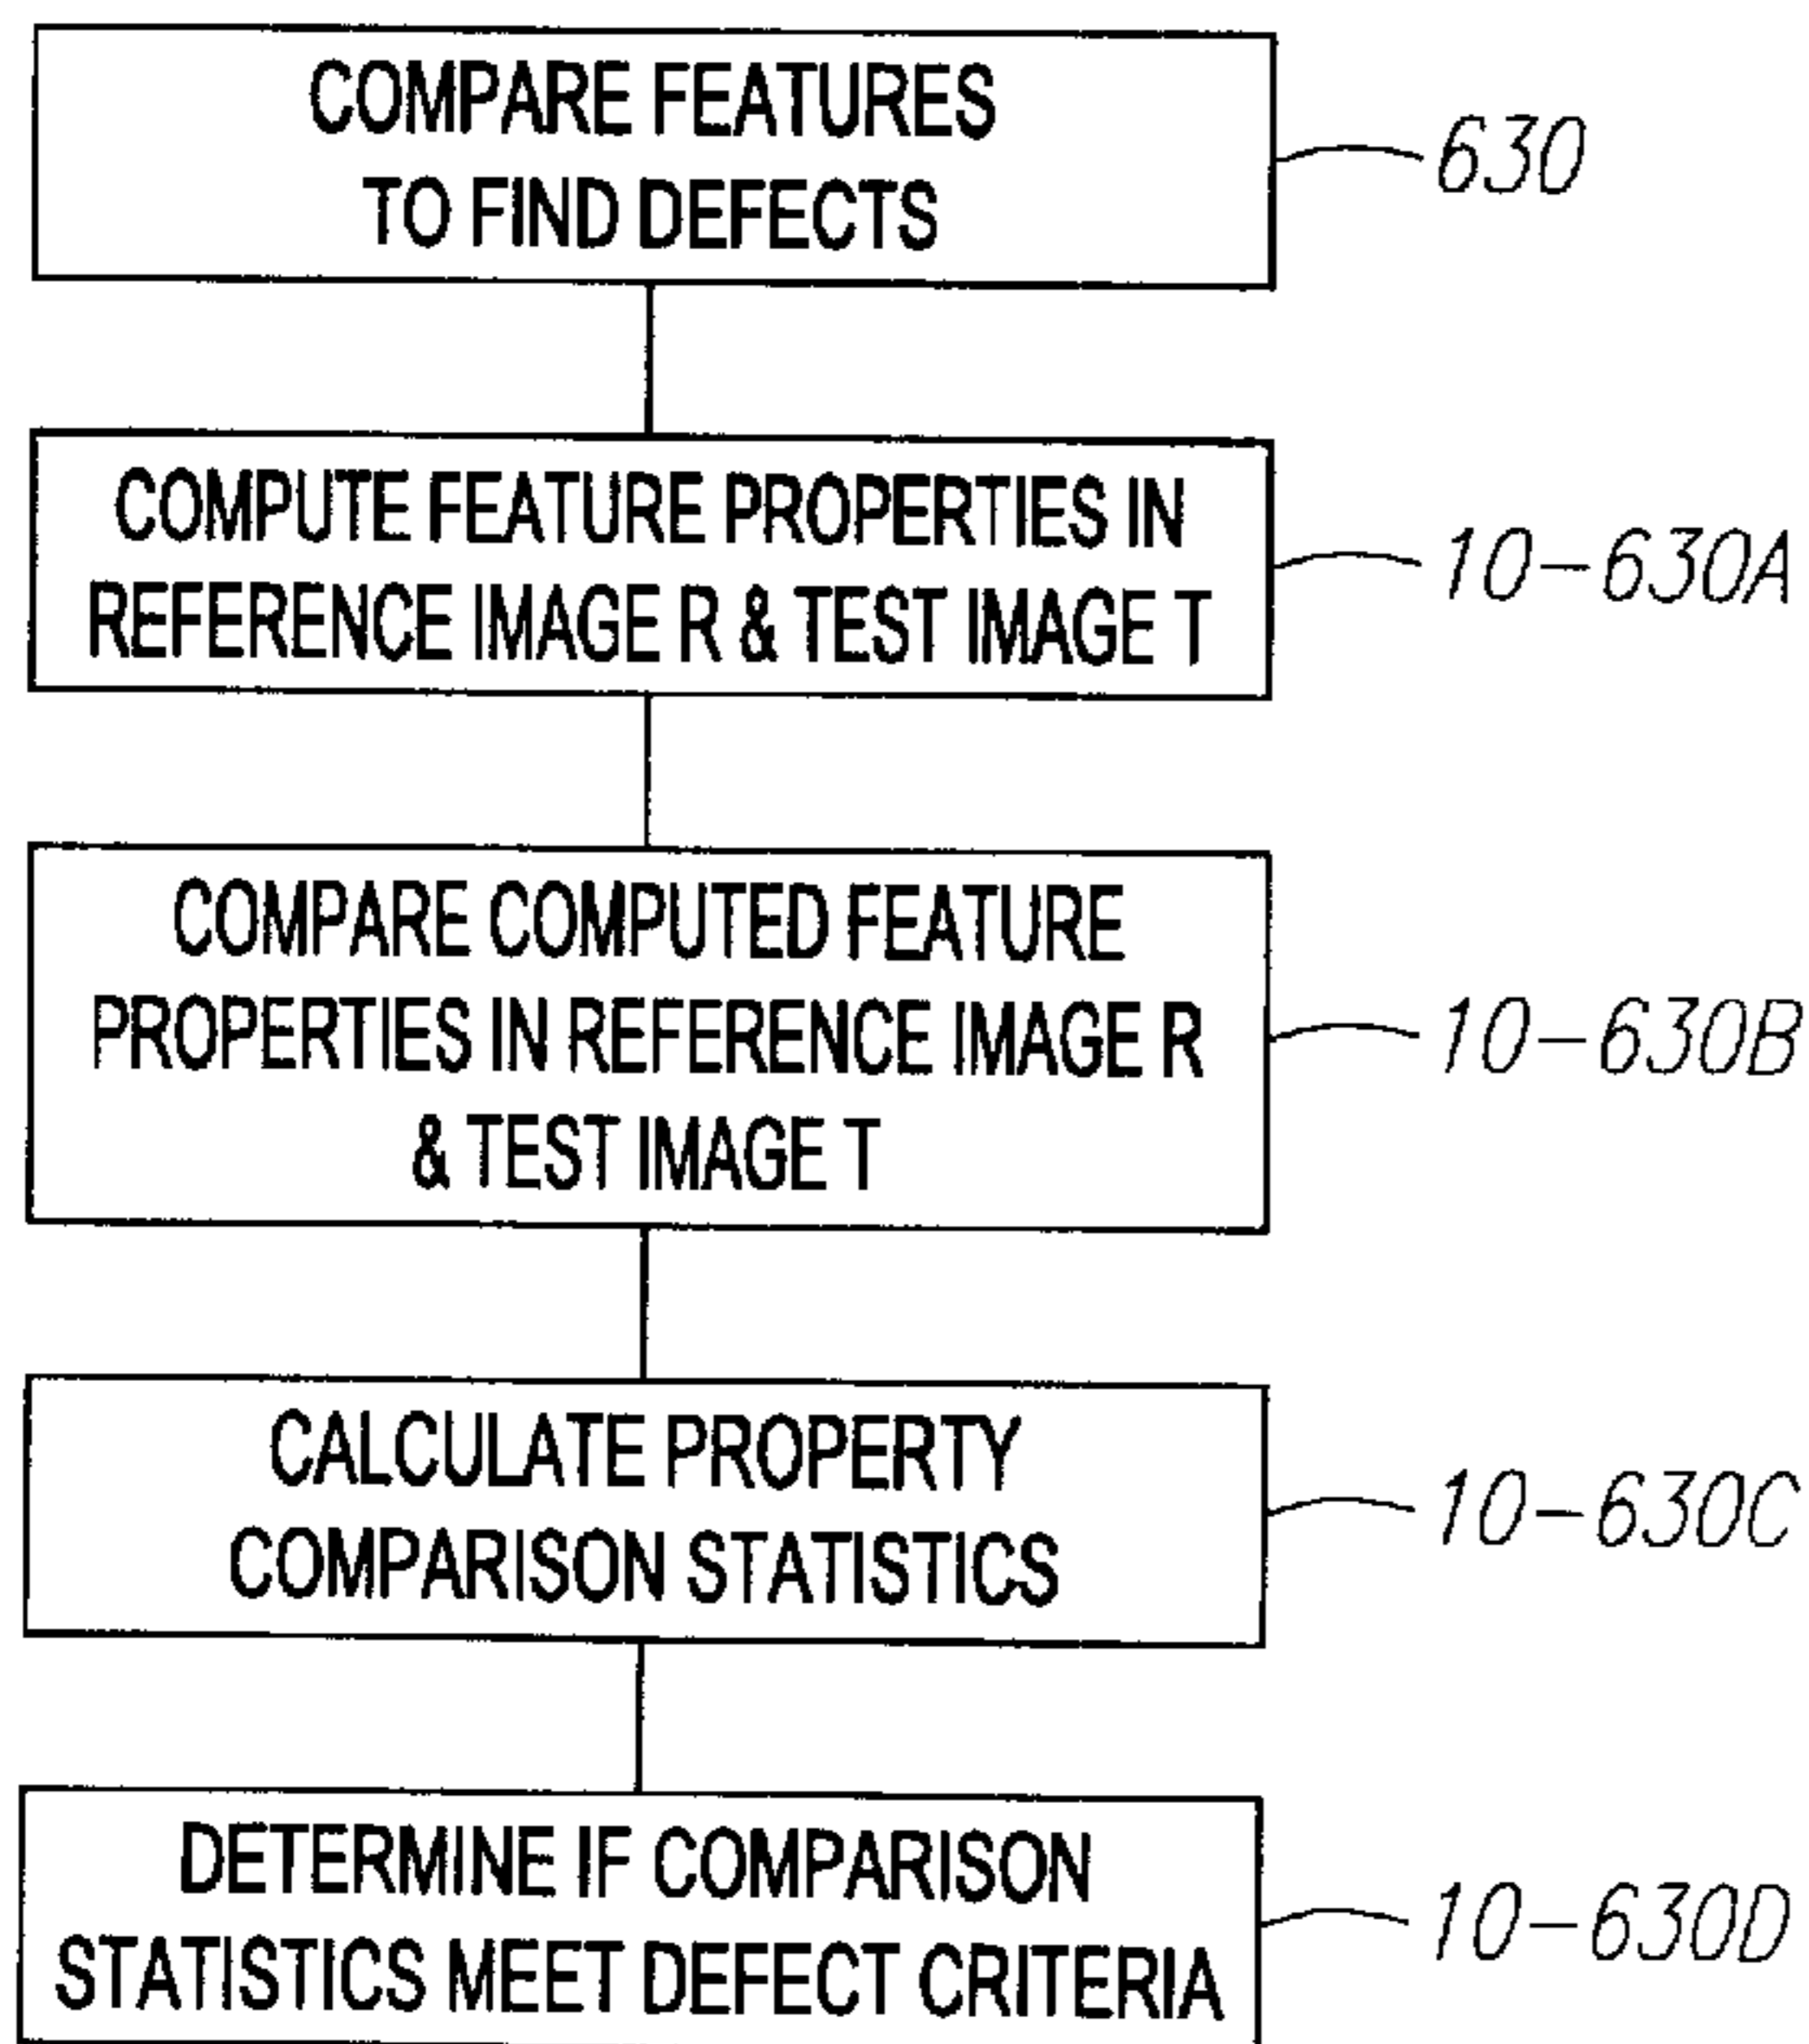 COMPARE FEATURES
TO FIND DEFECTS
630
COMPUTE FEATURE PROPERTIES IN
REFERENCE IMAGE R & TEST IMAGE T
10-630A
COMPARE COMPUTED FEATURE
PROPERTIES IN REFERENCE IMAGE R
& TEST IMAGE T
10-630B
CALCULATE PROPERTY
COMPARISON STATISTICS
10-630C
DETERMINE IF COMPARISON
STATISTICS MEET DEFECT CRITERIA
10-630D